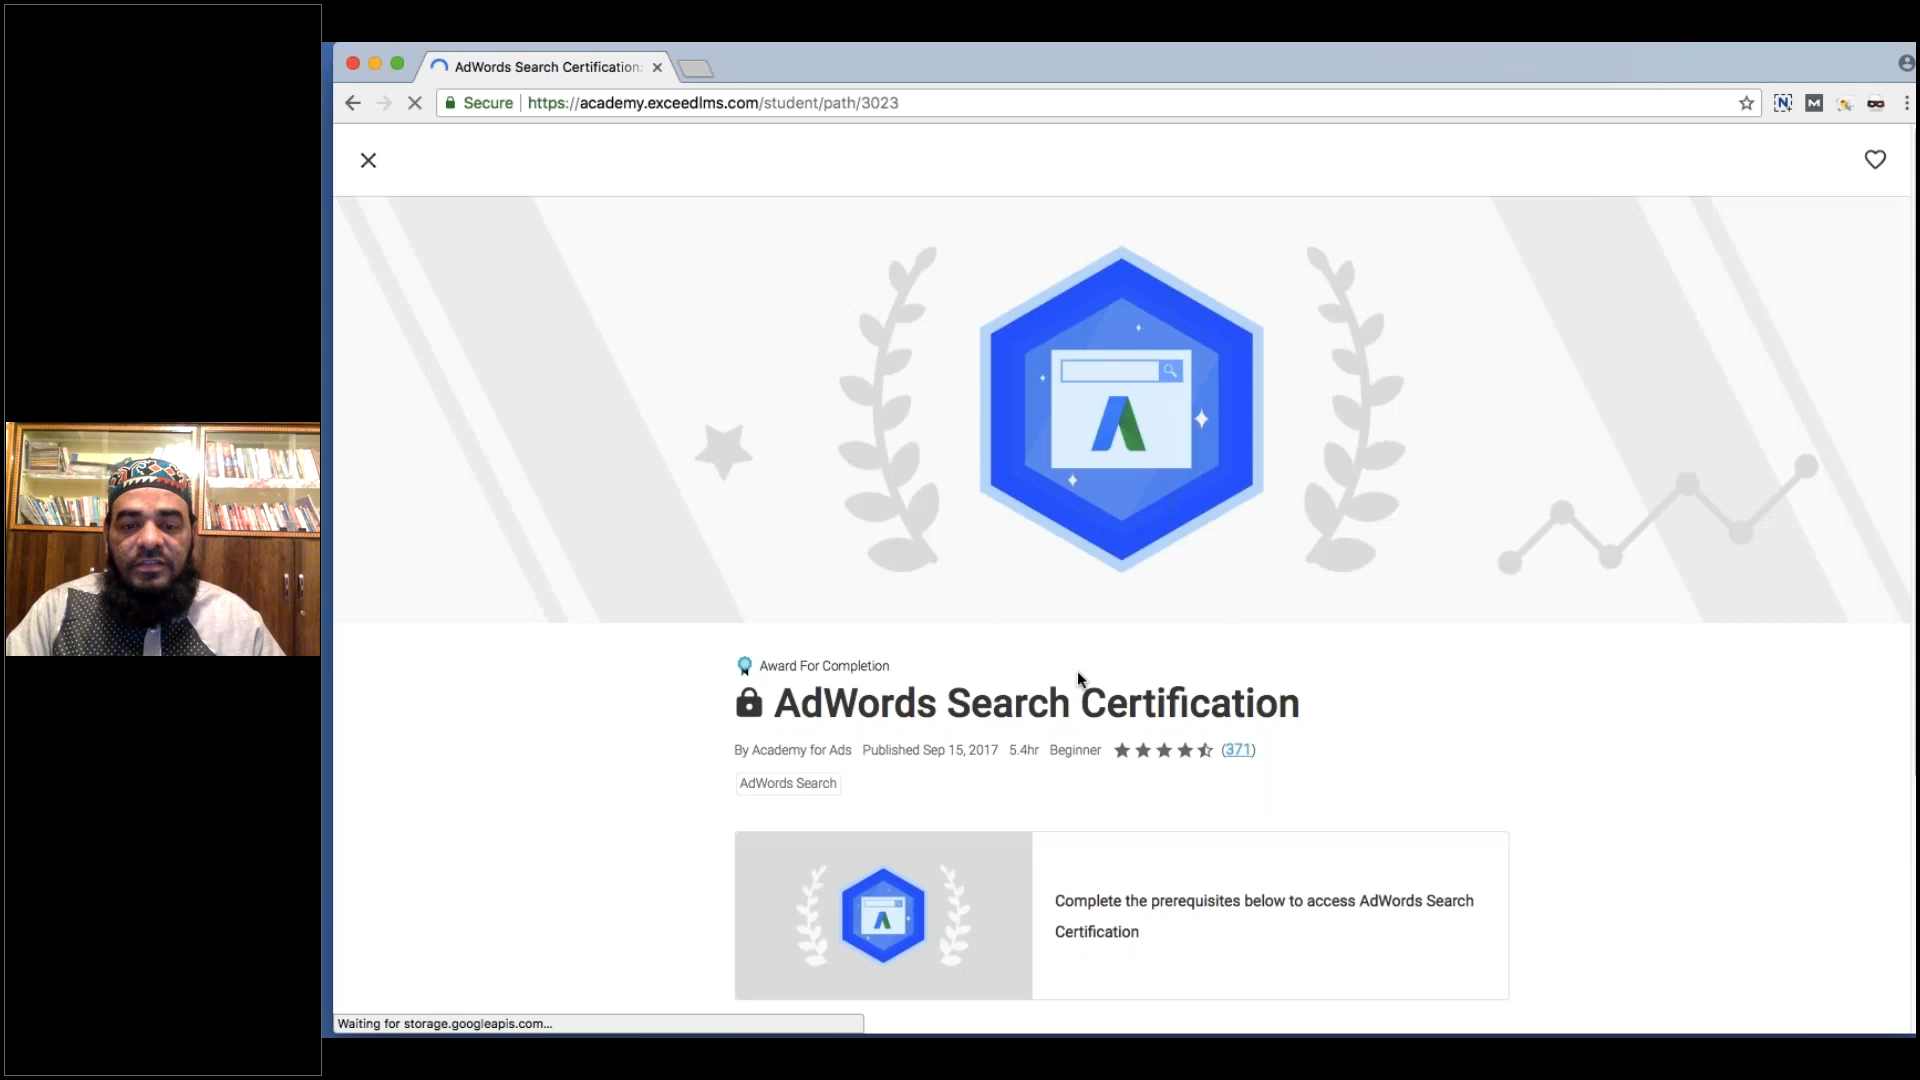 AdWords Search Certification:
Secure
https://academy.exceedlms.com/student/path/3023
Award For Completion
AdWords Search Certification
By Academy for Ads Published Sep 15, 2017 5.4hr Beginner (371)
AdWords Search
Complete the prerequisites below to access AdWords Search
Certification
Waiting for storage.googleapis.com...